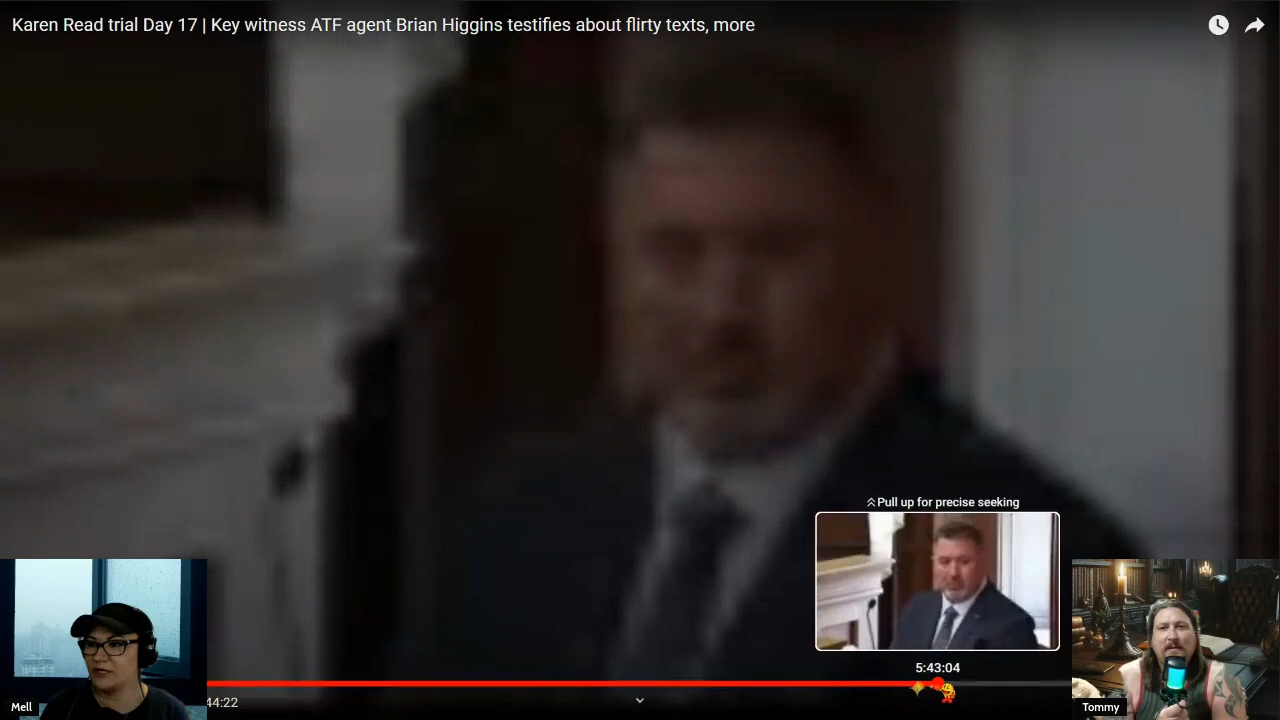 Karen Read trial Day 17 | Key witness ATF agent Brian Higgins testifies about flirty texts, more
Pull up for precise seeking
5:43:04
44:22
Mell
Tommy